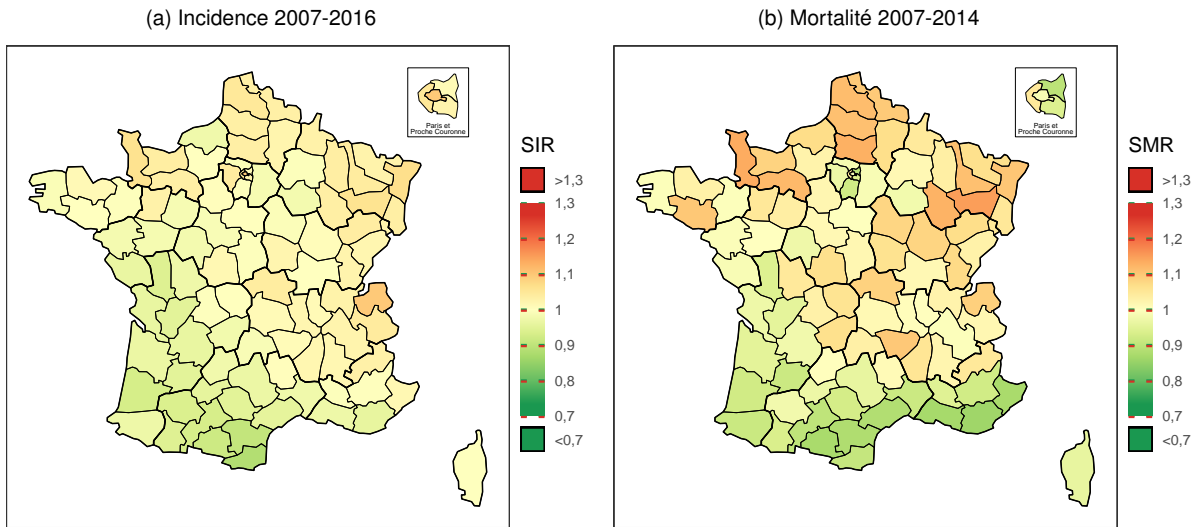 (a) Incidence 2007-2016
Paris et
Proche Couronne
SIR
>1,3
1,3
1,2
1,1
1
0,9
0,8
0,7
<0,7
(b) Mortalité 2007-2014
Paris et
Proche Couronne
SMR
>1,3
1,3
1,2
1,1
1
0,9
0,8
0,7
<0,7